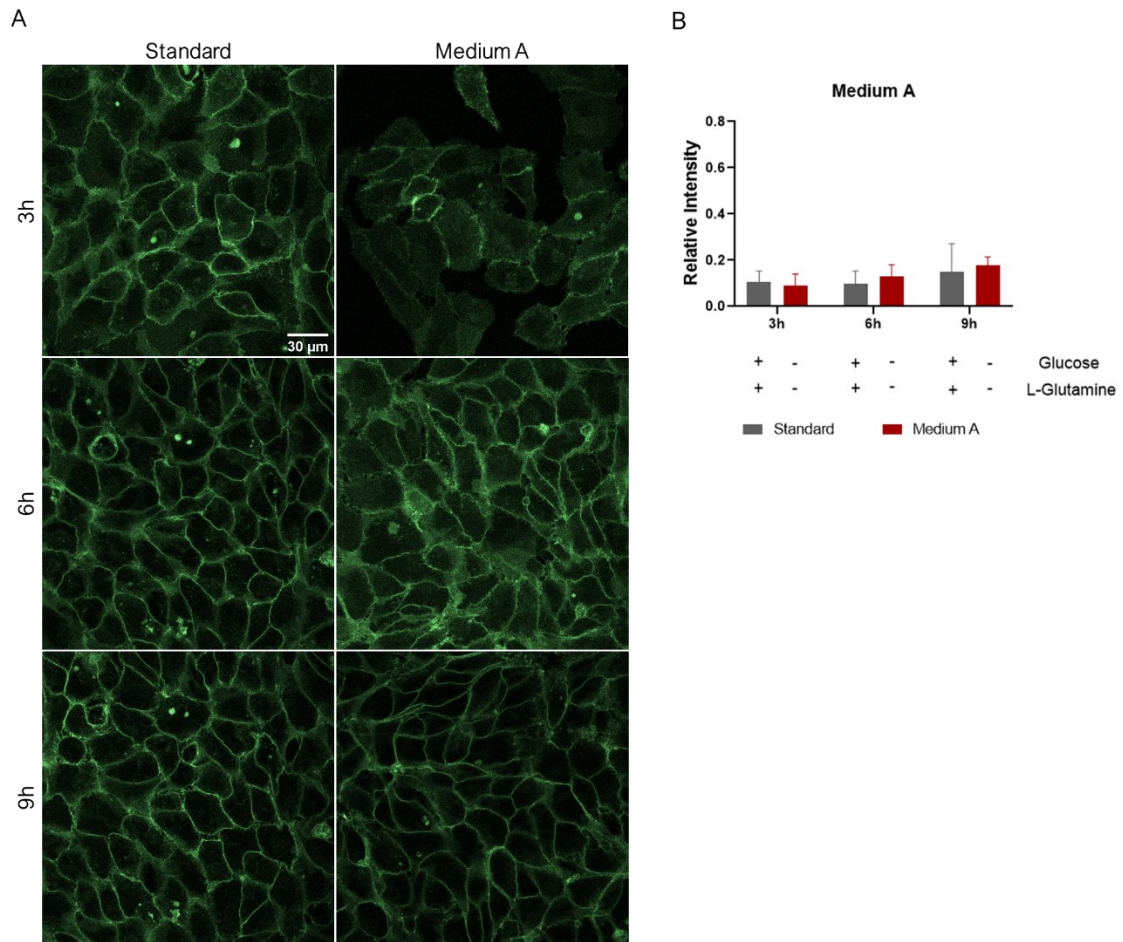 A
Standard
Medium A
3h
30 µm
6h
9h
B
Medium A
Relative Intensity
0.8
0.6
0.4
0.2
0.0
3h 6h 9h
+ - + - + - Glucose
+ - + - + - L-Glutamine
Standard Medium A